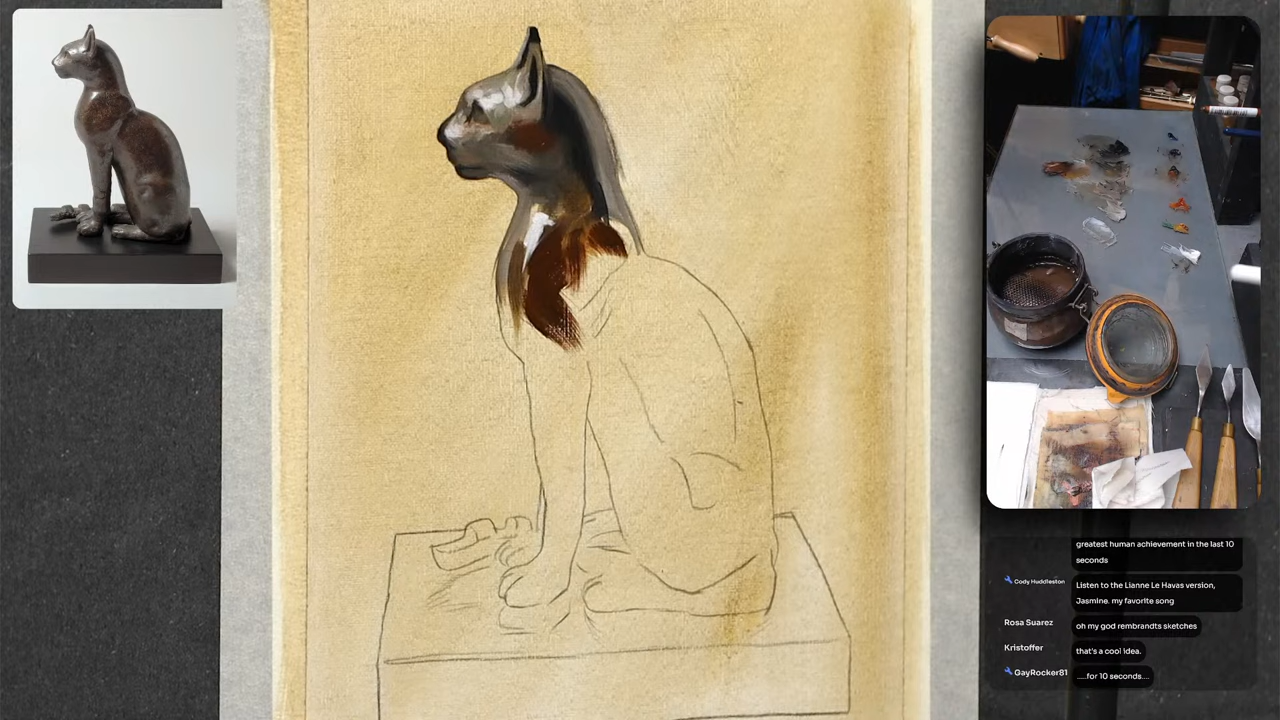 greatest human achievement in the last 10
seconds
Cody Huddleston
Listen to the Lianne Le Havas version,
Jasmine. my favorite song
Rosa Suarez
oh my god rembrandts sketches
Kristoffer
that's a cool idea.
GayRocker81
.....for 10 seconds....